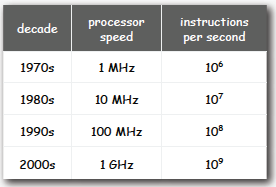 decade processor speed instructions per second
1970s 1 MHz 10⁶
1980s 10 MHz 10⁷
1990s 100 MHz 10⁸
2000s 1 GHz 10⁹